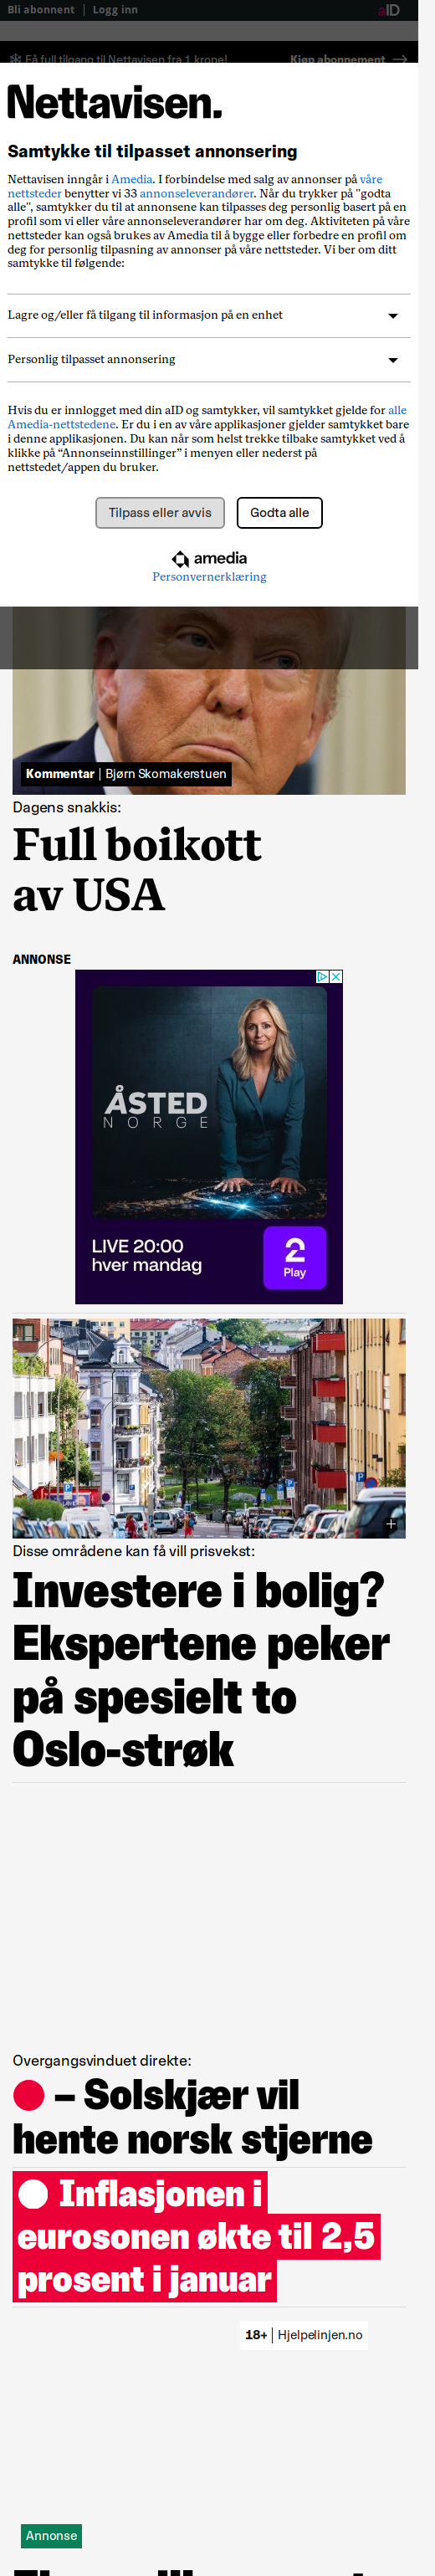 Bli abonnent | Logg inn
aID
Få full tilgang til Nettavisen fra 1 krone!
Kjøp abonnement →
Nettavisen.
Samtykke til tilpasset annonsering
Nettavisen inngår i Amedia. I forbindelse med salg av annonser på våre
nettsteder benytter vi 33 annonseleverandører. Når du trykker på "godta
alle", samtykker du til at annonsene kan tilpasses deg personlig basert på en
profil som vi eller våre annonseleverandører har om deg. Aktiviteten på våre
nettsteder kan også brukes av Amedia til å bygge eller forbedre en profil om
deg for personlig tilpasning av annonser på våre nettsteder. Vi ber om ditt
samtykke til følgende:
Lagre og/eller få tilgang til informasjon på en enhet
Personlig tilpasset annonsering
Hvis du er innlogget med din aID og samtykker, vil samtykket gjelde for alle
Amedia-nettstedene. Er du i en av våre applikasjoner gjelder samtykket bare
i denne applikasjonen. Du kan når som helst trekke tilbake samtykket ved å
klikke på “Annonseinnstillinger” i menyen eller nederst på
nettstedet/appen du bruker.
Tilpass eller avvis
Godta alle
amedia
Personvernerklæring
Kommentar | Bjørn Skomakerstuen
Dagens snakkis:
Full boikott
av USA
ANNONSE
ÅSTED
NORGE
LIVE 20:00
hver mandag
2
Play
Disse områdene kan få vill prisvekst:
Investere i bolig?
Ekspertene peker
på spesielt to
Oslo-strøk
Overgangsvinduet direkte:
– Solskjær vil
hente norsk stjerne
Inflasjonen i
eurosonen økte til 2,5
prosent i januar
18+ | Hjelpelinjen.no
Annonse